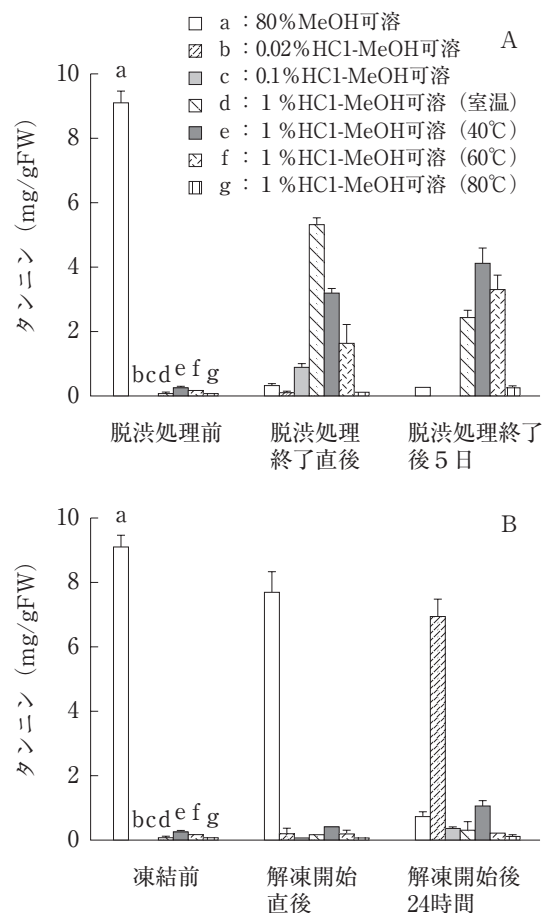 a：80%MeOH可溶
b：0.02%HCl-MeOH可溶
c：0.1%HCl-MeOH可溶
d：1%HCl-MeOH可溶（室温）
e：1%HCl-MeOH可溶（40℃）
f：1%HCl-MeOH可溶（60℃）
g：1%HCl-MeOH可溶（80℃）
A
タンニン（mg/gFW）
10
8
6
4
2
0
a
bcdefg
脱渋処理前
脱渋処理
終了直後
脱渋処理終了
後5日
B
タンニン（mg/gFW）
10
8
6
4
2
0
a
bcdefg
凍結前
解凍開始
直後
解凍開始後
24時間